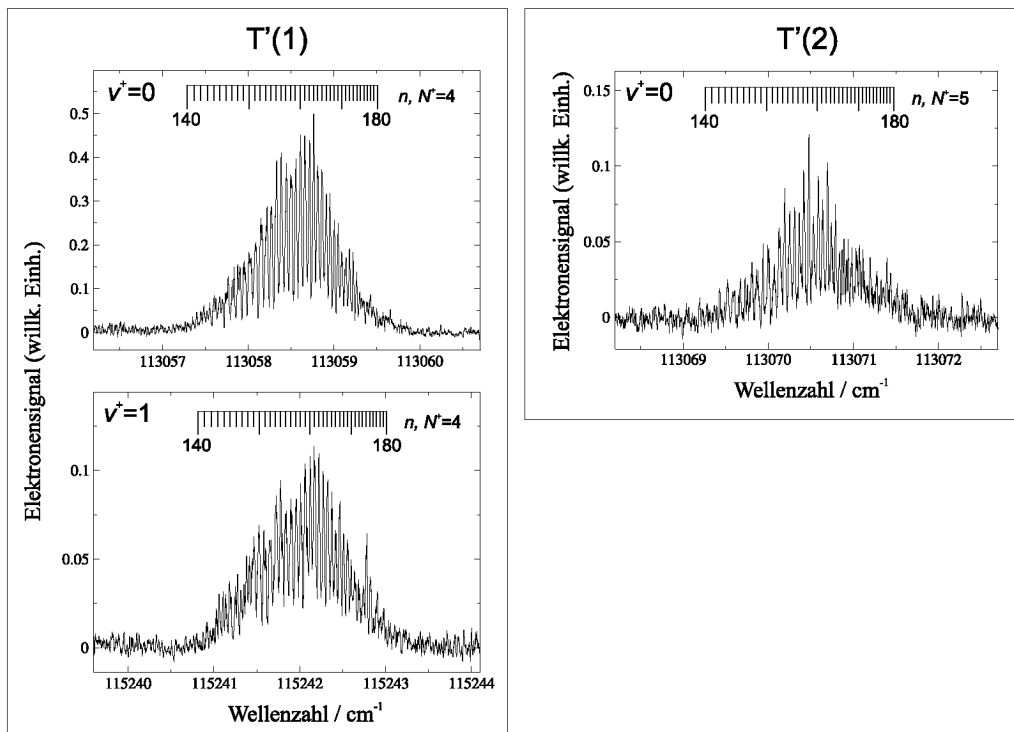 T'(1)
v⁺=0
n, N⁺=4
140
180
0.5
0.4
0.3
0.2
0.1
0
113057
113058
113059
113060
v⁺=1
n, N⁺=4
140
180
0.1
0.05
0
115240
115241
115242
115243
115244
Wellenzahl / cm⁻¹
Elektronensignal (willk. Einh.)
T'(2)
v⁺=0
n, N⁺=5
140
180
0.15
0.1
0.05
0
113069
113070
113071
113072
Wellenzahl / cm⁻¹
Elektronensignal (willk. Einh.)